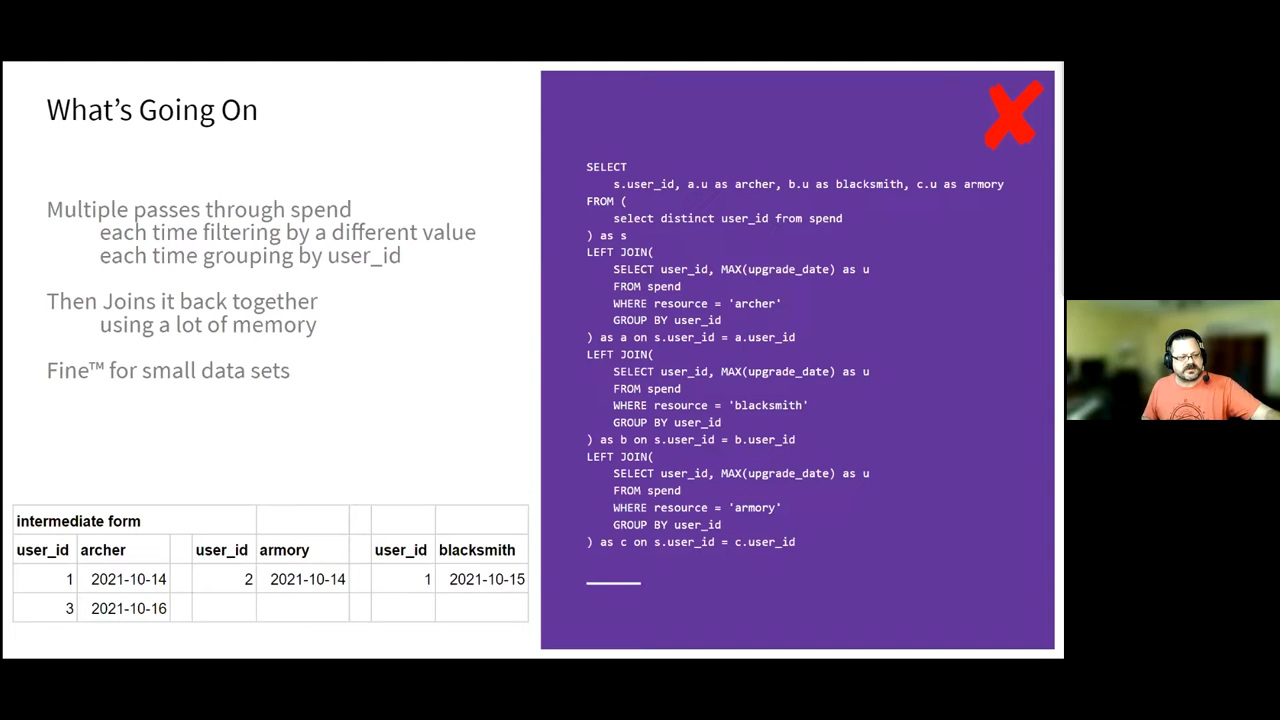 What's Going On
Multiple passes through spend
each time filtering by a different value
each time grouping by user_id
Then Joins it back together
using a lot of memory
Fine™ for small data sets
intermediate form
user_id archer user_id armory user_id blacksmith
1 2021-10-14 2 2021-10-14 1 2021-10-15
3 2021-10-16
SELECT
s.user_id, a.u as archer, b.u as blacksmith, c.u as armory
FROM (
select distinct user_id from spend
) as s
LEFT JOIN(
SELECT user_id, MAX(upgrade_date) as u
FROM spend
WHERE resource = 'archer'
GROUP BY user_id
) as a on s.user_id = a.user_id
LEFT JOIN(
SELECT user_id, MAX(upgrade_date) as u
FROM spend
WHERE resource = 'blacksmith'
GROUP BY user_id
) as b on s.user_id = b.user_id
LEFT JOIN(
SELECT user_id, MAX(upgrade_date) as u
FROM spend
WHERE resource = 'armory'
GROUP BY user_id
) as c on s.user_id = c.user_id